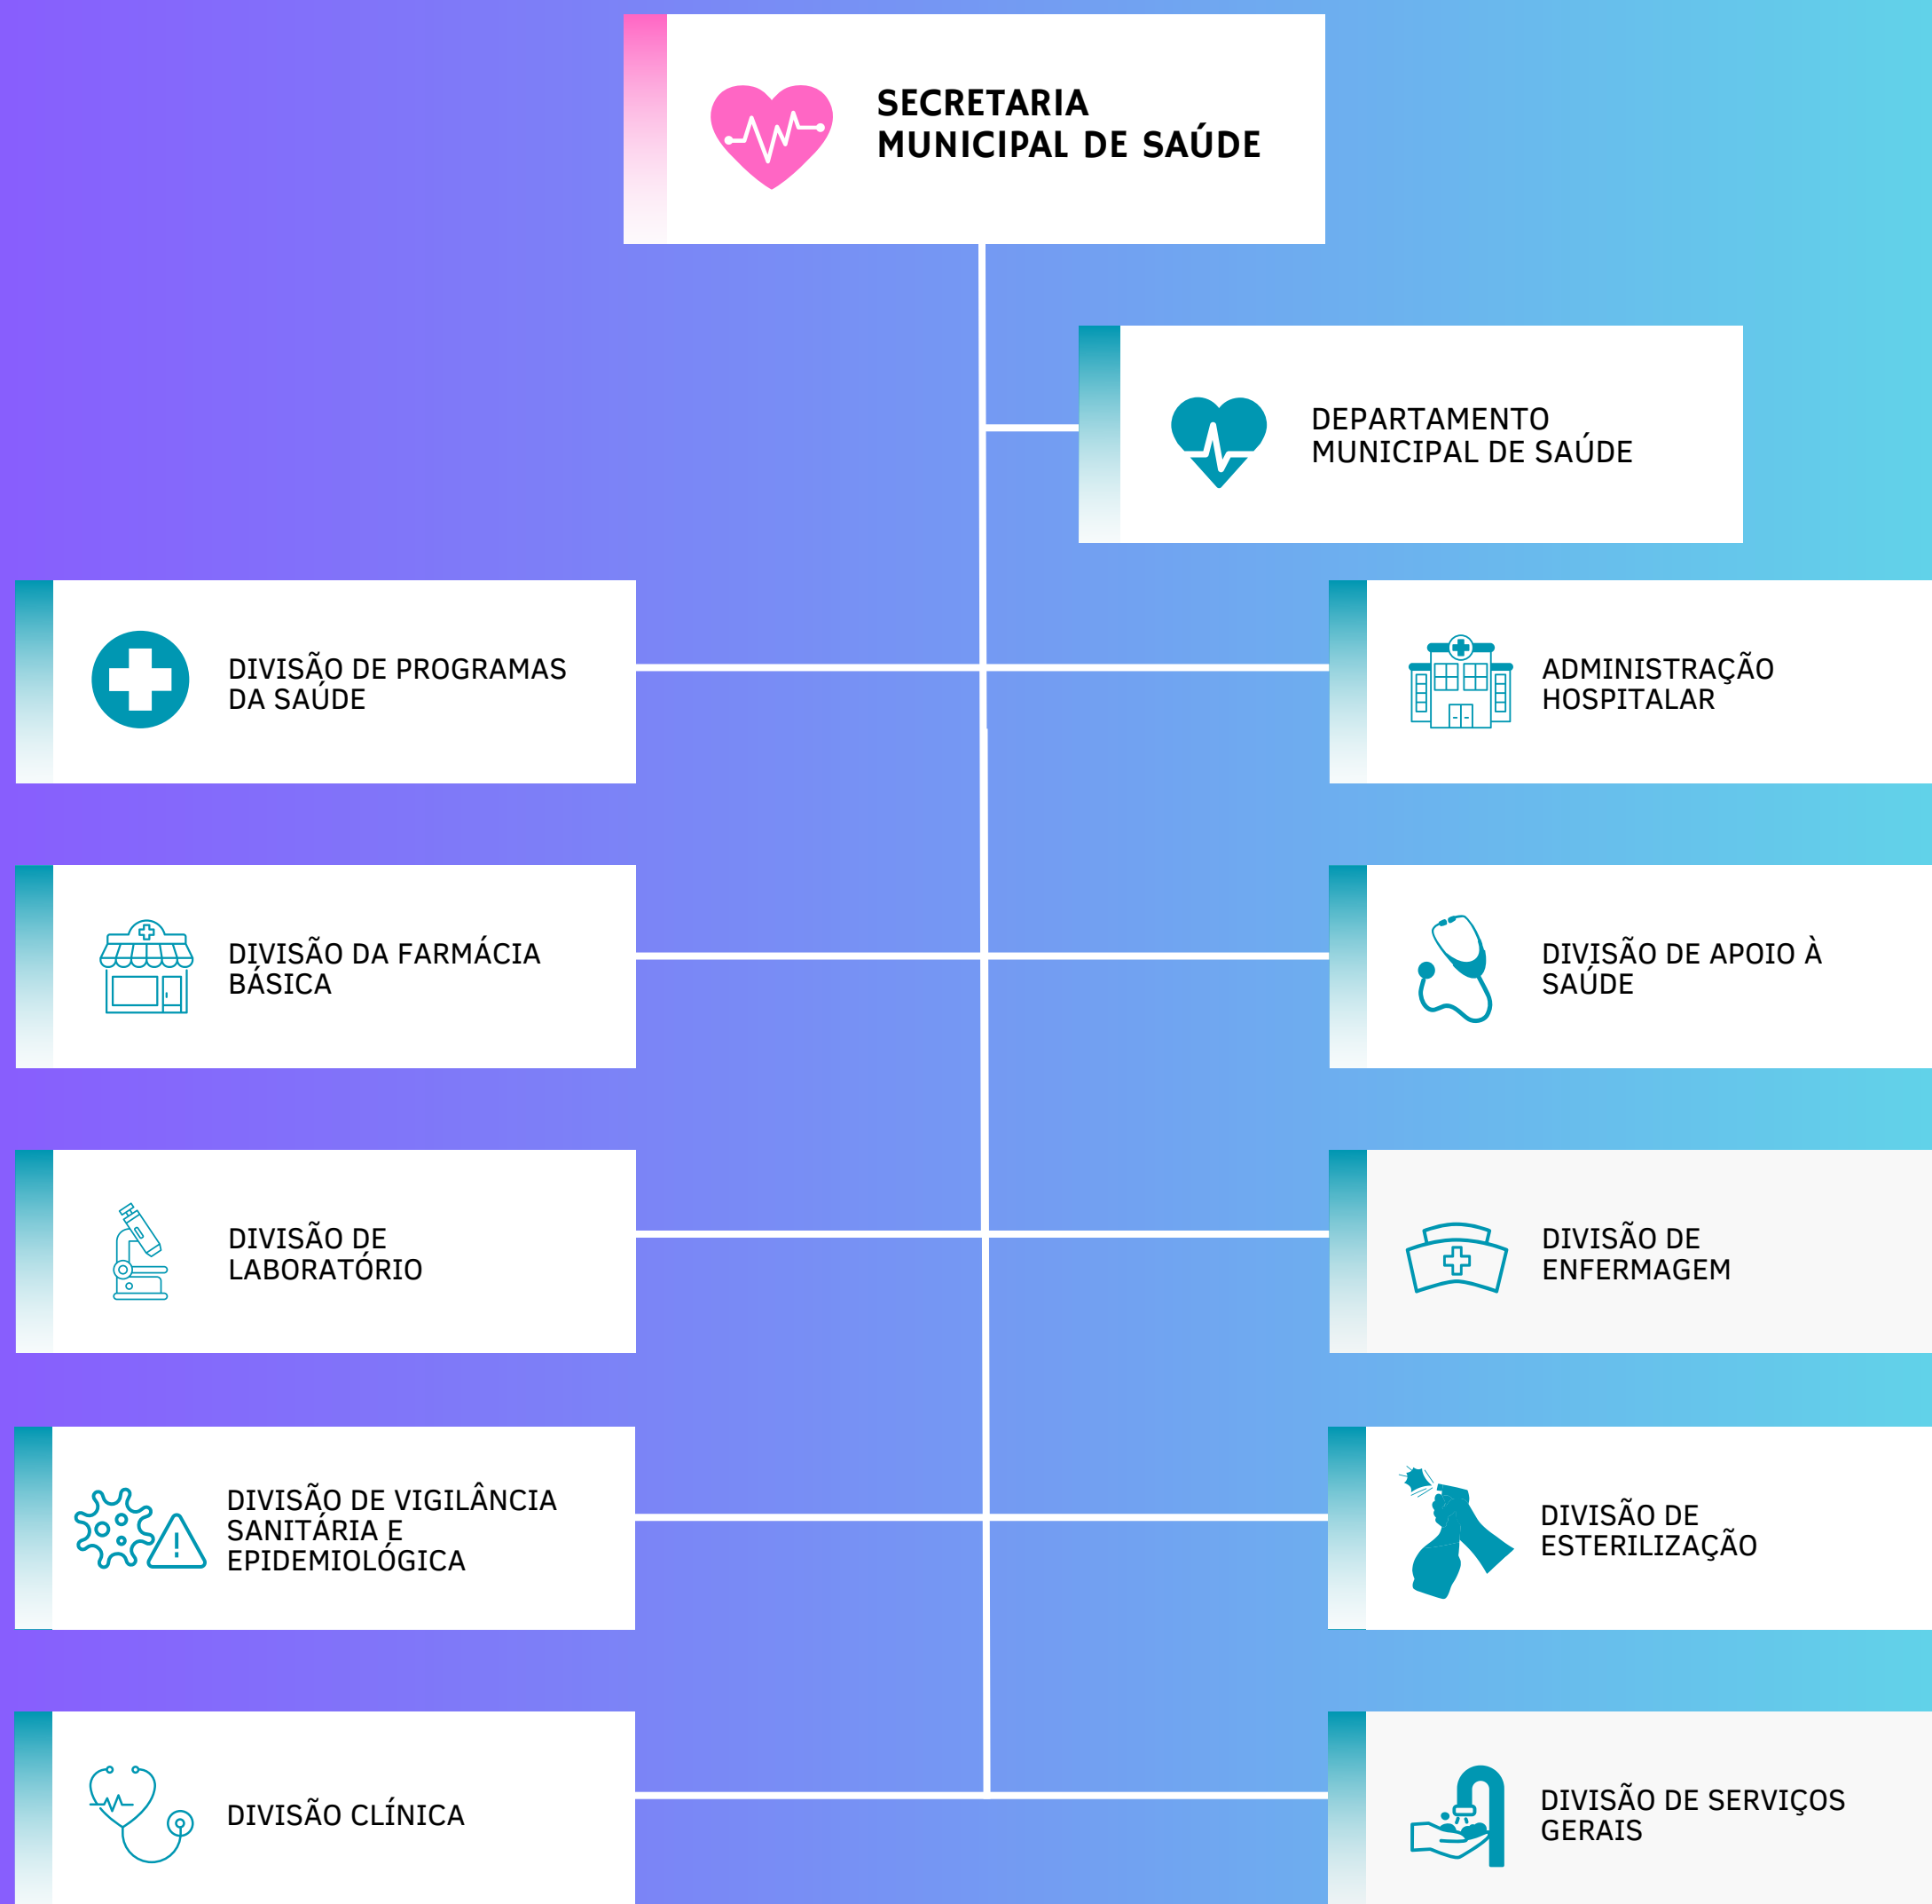 SECRETARIA
MUNICIPAL DE SAÚDE
DEPARTAMENTO
MUNICIPAL DE SAÚDE
DIVISÃO DE PROGRAMAS
DA SAÚDE
ADMINISTRAÇÃO
HOSPITALAR
DIVISÃO DA FARMÁCIA
BÁSICA
DIVISÃO DE APOIO À
SAÚDE
DIVISÃO DE
LABORATÓRIO
DIVISÃO DE
ENFERMAGEM
DIVISÃO DE VIGILÂNCIA
SANITÁRIA E
EPIDEMIOLÓGICA
DIVISÃO DE
ESTERILIZAÇÃO
DIVISÃO CLÍNICA
DIVISÃO DE SERVIÇOS
GERAIS